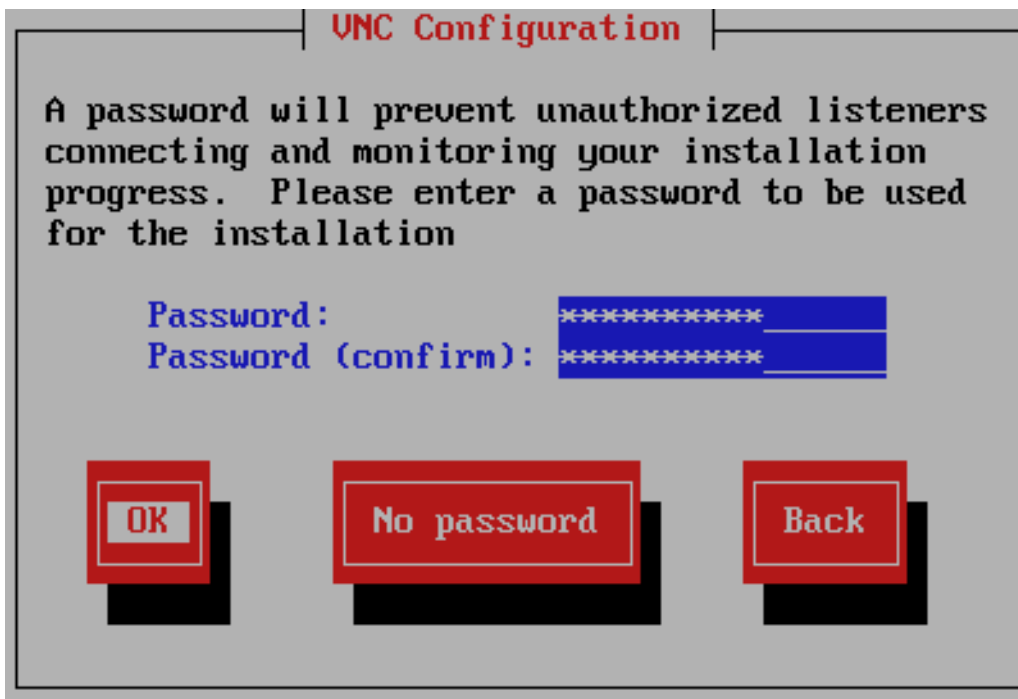 VNC Configuration
A password will prevent unauthorized listeners
connecting and monitoring your installation
progress.  Please enter a password to be used
for the installation
Password: **********
Password (confirm): **********
OK No password Back